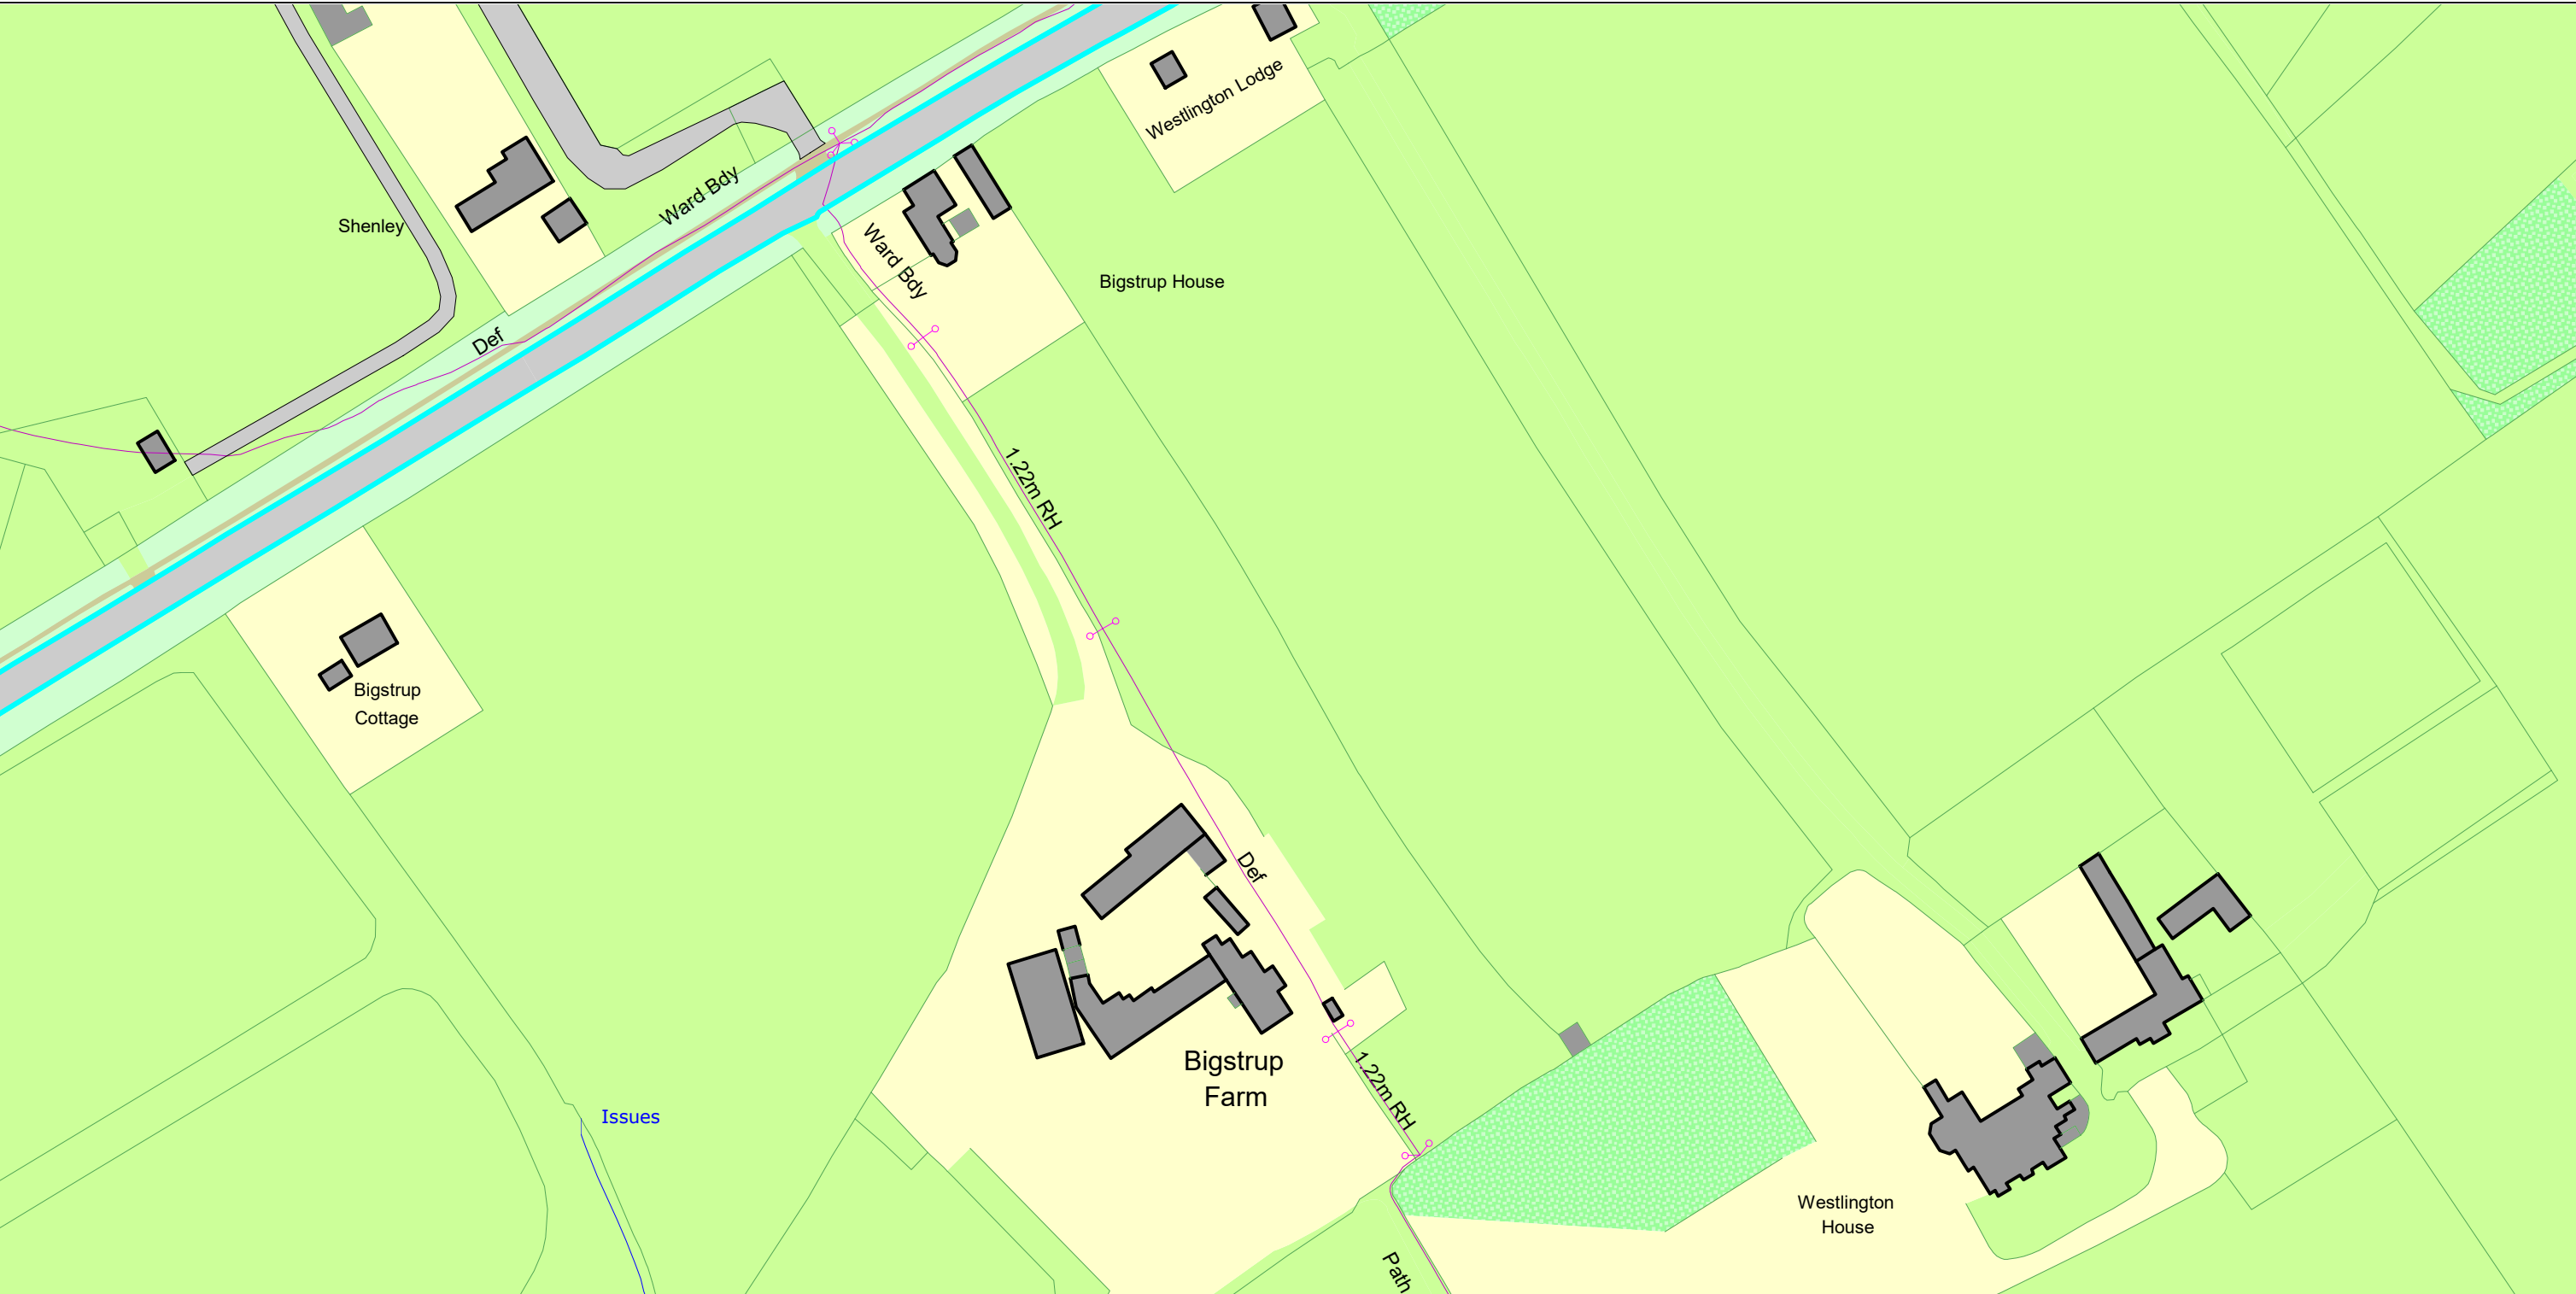 Westlington Lodge
Ward Bdy
Shenley
Ward Bdy
Bigstrup House
Def
1.22m RH
Bigstrup
Cottage
Def
Bigstrup
Farm
1.22m RH
Issues
Westlington
House
Path